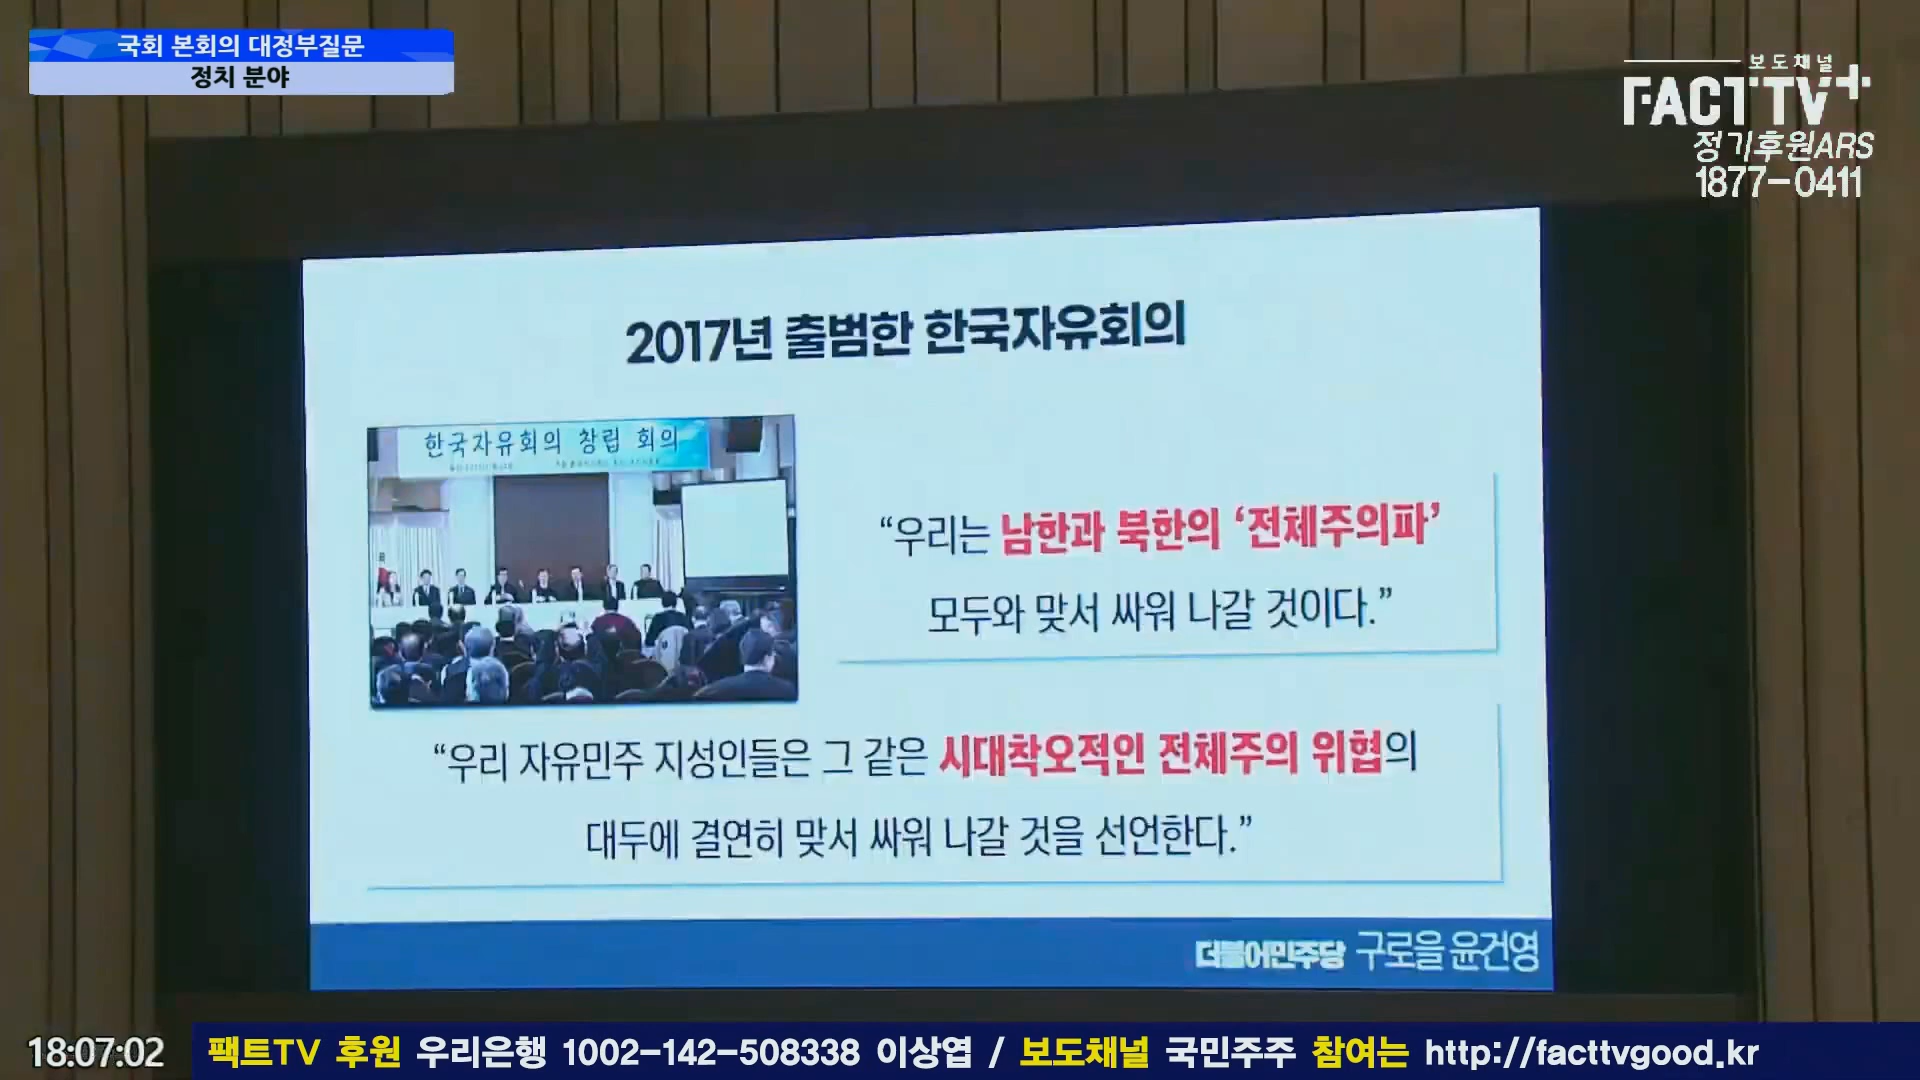 국회 본회의 대정부질문
정치 분야
보도채널
FACTTV+
정기후원ARS
1877-0411
2017년 출범한 한국자유회의
한국자유회의 창립 회의
“우리는 남한과 북한의 ‘전체주의파’
모두와 맞서 싸워 나갈 것이다.”
“우리 자유민주 지성인들은 그 같은 시대착오적인 전체주의 위협의
대두에 결연히 맞서 싸워 나갈 것을 선언한다.”
더불어민주당 구로을 윤건영
18:07:02
팩트TV 후원 우리은행 1002-142-508338 이상엽 / 보도채널 국민주주 참여는 http://facttvgood.kr